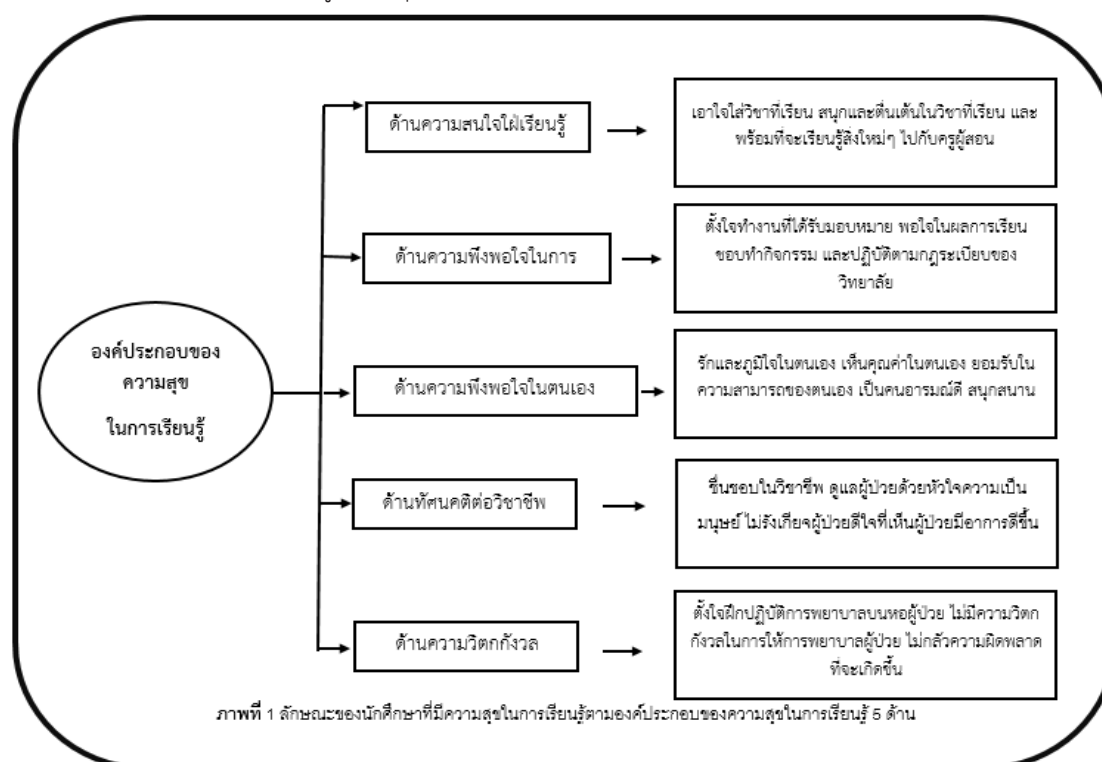 องค์ประกอบของ
ความสุข
ในการเรียนรู้
ด้านความสนใจใฝ่เรียนรู้
เอาใจใส่วิชาที่เรียน สนุกและตื่นเต้นในวิชาที่เรียน และ
พร้อมที่จะเรียนรู้สิ่งใหม่ๆ ไปกับครูผู้สอน
ด้านความพึงพอใจในการ
ตั้งใจทำงานที่ได้รับมอบหมาย พอใจในผลการเรียน
ชอบทำกิจกรรม และปฏิบัติตามกฎระเบียบของ
วิทยาลัย
ด้านความพึงพอใจในตนเอง
รักและภูมิใจในตนเอง เห็นคุณค่าในตนเอง ยอมรับใน
ความสามารถของตนเอง เป็นคนอารมณ์ดี สนุกสนาน
ด้านทัศนคติต่อวิชาชีพ
ชื่นชอบในวิชาชีพ ดูแลผู้ป่วยด้วยหัวใจความเป็น
มนุษย์ ไม่รังเกียจผู้ป่วยดีใจที่เห็นผู้ป่วยมีอาการดีขึ้น
ด้านความวิตกกังวล
ตั้งใจฝึกปฏิบัติการพยาบาลบนหอผู้ป่วย ไม่มีความวิตก
กังวลในการให้การพยาบาลผู้ป่วย ไม่กลัวความผิดพลาด
ที่จะเกิดขึ้น
ภาพที่ 1 ลักษณะของนักศึกษาที่มีความสุขในการเรียนรู้ตามองค์ประกอบของความสุขในการเรียนรู้ 5 ด้าน